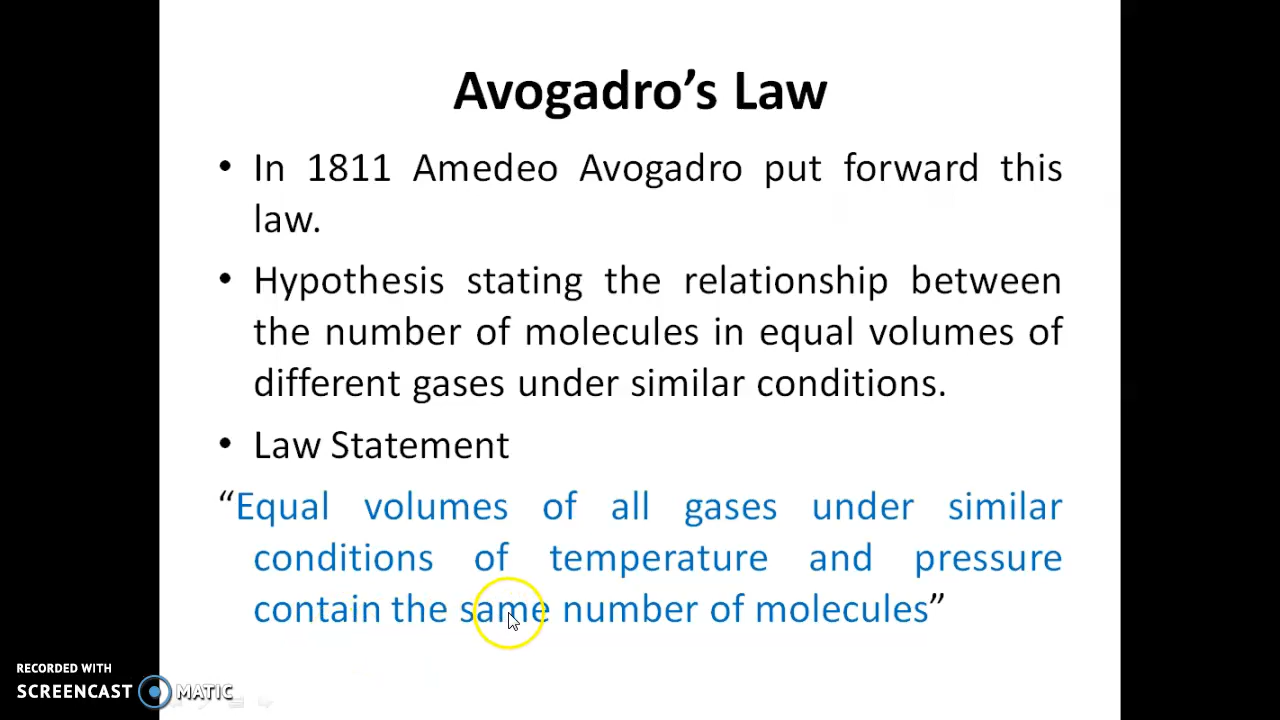 Avogadro’s Law
• In 1811 Amedeo Avogadro put forward this
law.
• Hypothesis stating the relationship between
the number of molecules in equal volumes of
different gases under similar conditions.
• Law Statement
“Equal volumes of all gases under similar
conditions of temperature and pressure
contain the same number of molecules”
RECORDED WITH
SCREENCAST MATIC